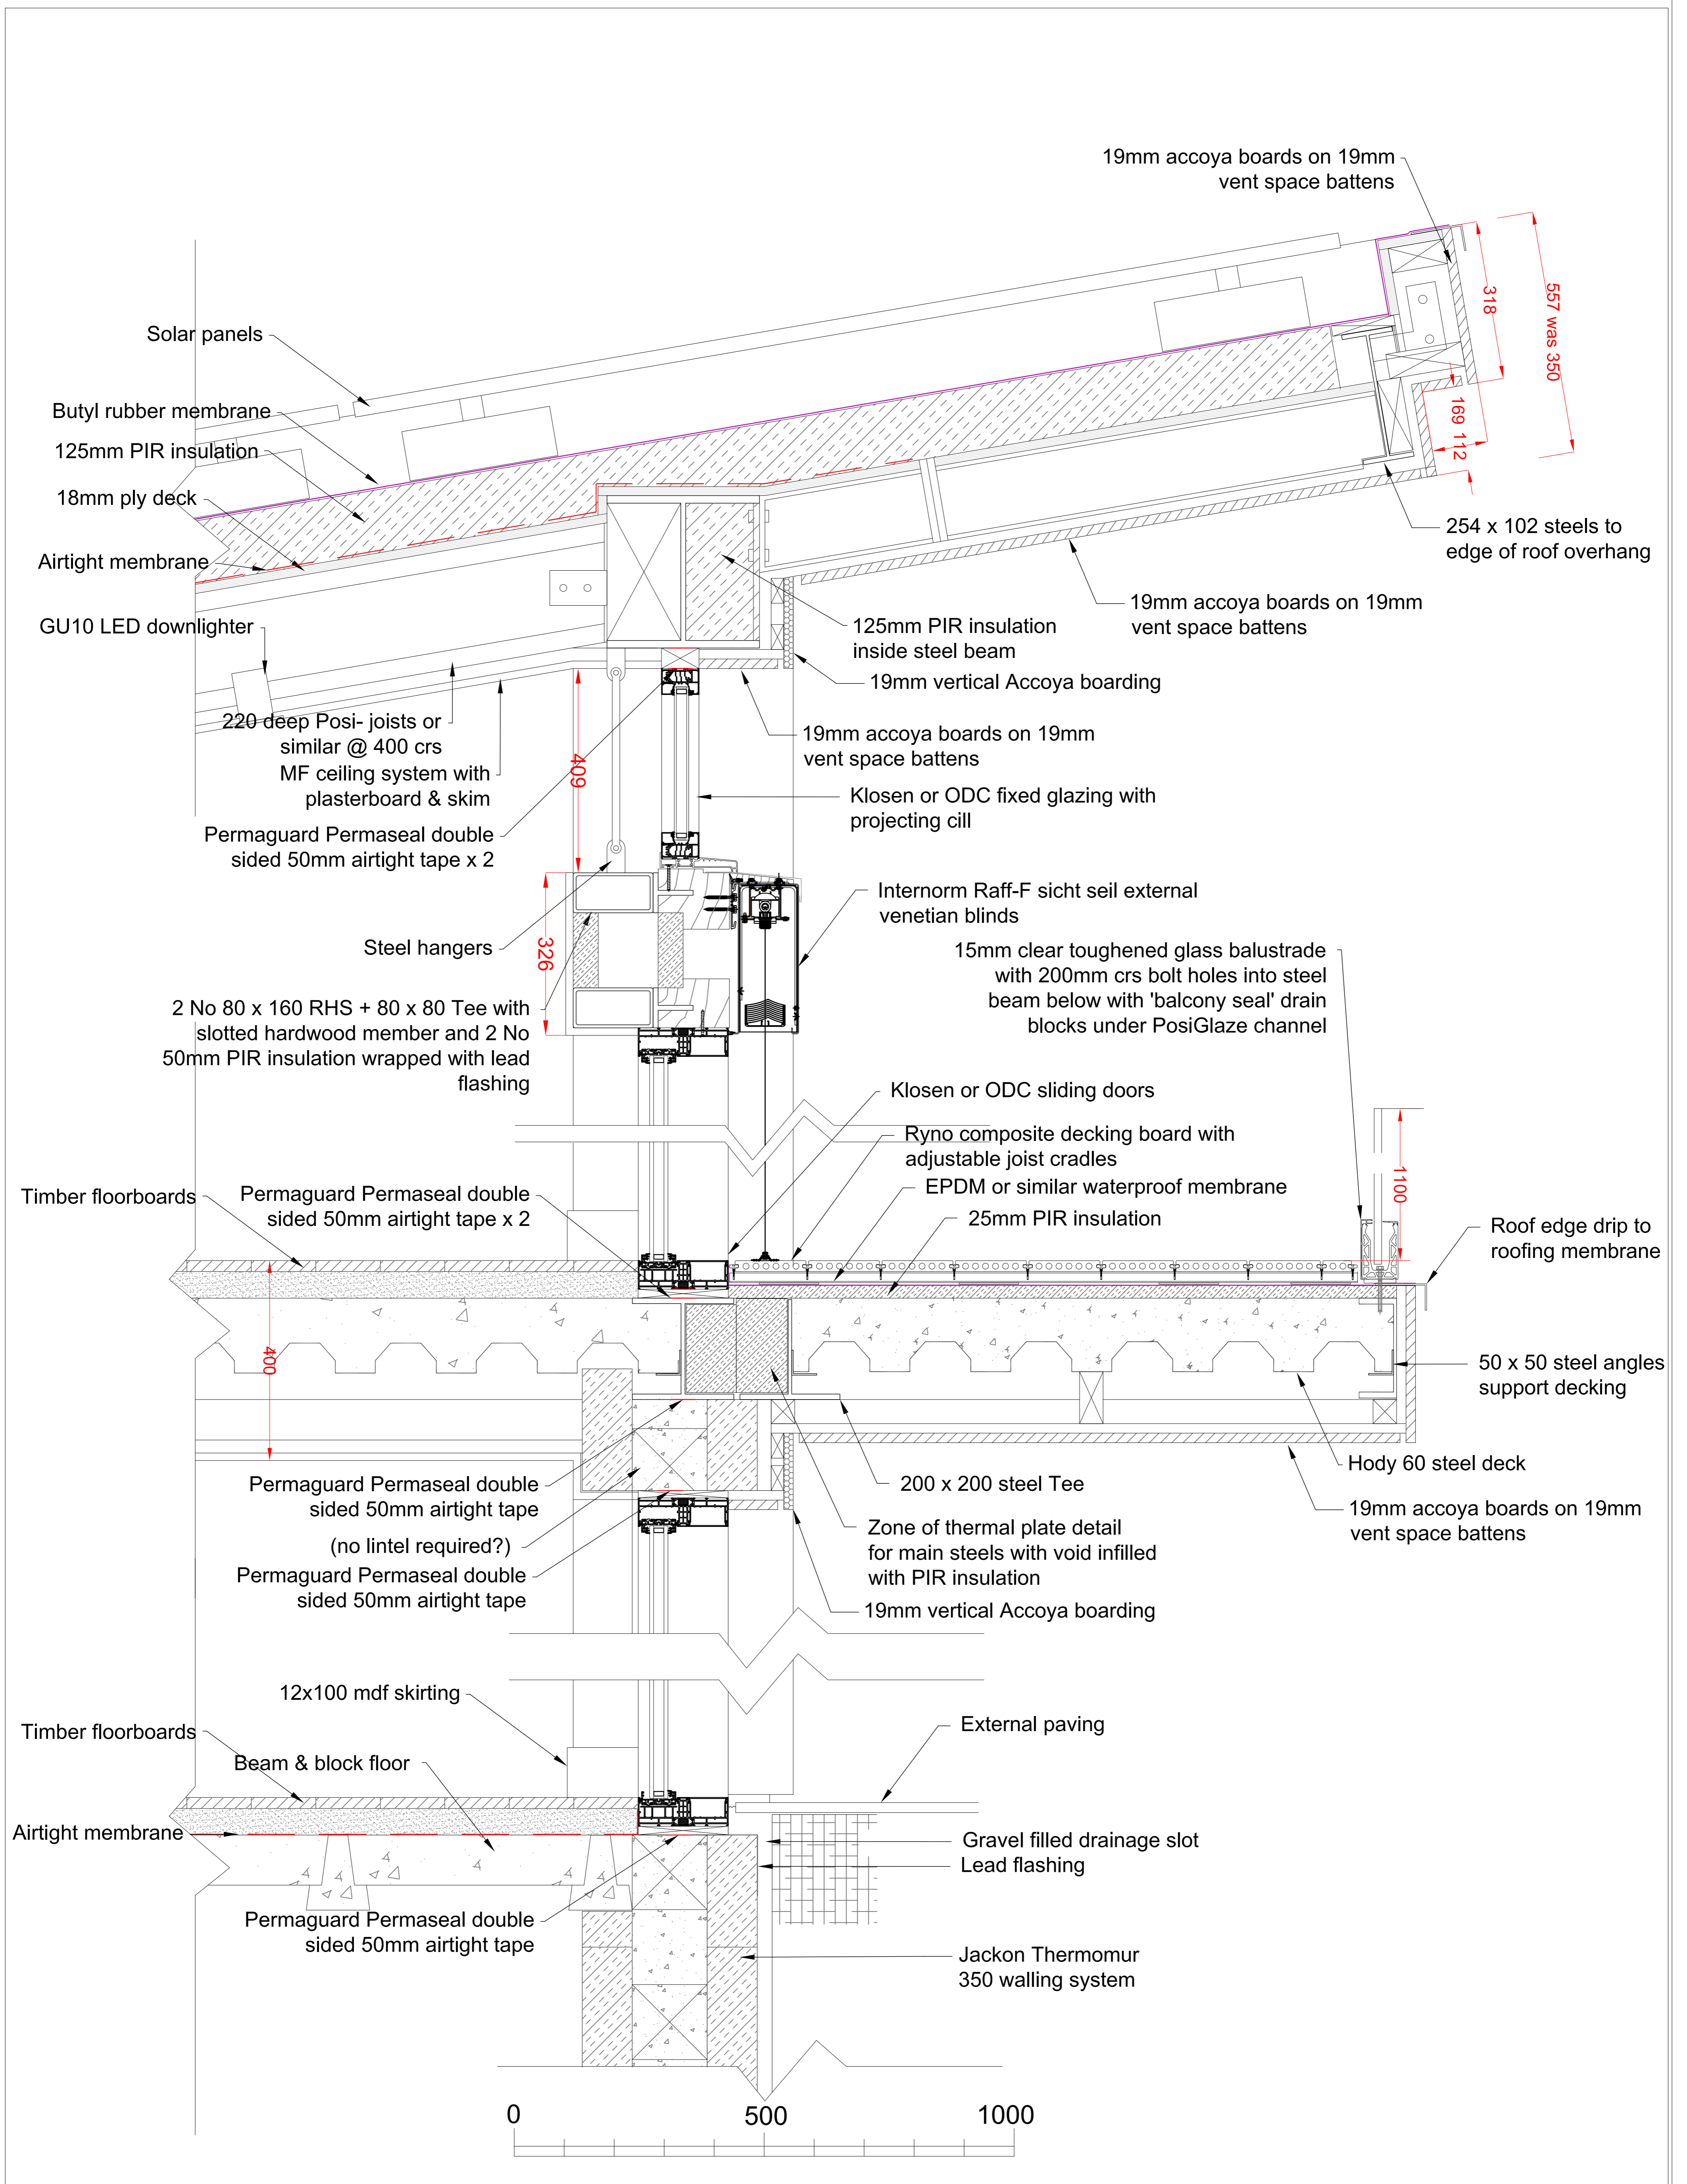 19mm accoya boards on 19mm
vent space battens
318
557 was 350
169
112
Solar panels
Butyl rubber membrane
125mm PIR insulation
18mm ply deck
Airtight membrane
GU10 LED downlighter
220 deep Posi- joists or
similar @ 400 crs
MF ceiling system with
plasterboard & skim
Permaguard Permaseal double
sided 50mm airtight tape x 2
254 x 102 steels to
edge of roof overhang
19mm accoya boards on 19mm
vent space battens
125mm PIR insulation
inside steel beam
19mm vertical Accoya boarding
19mm accoya boards on 19mm
vent space battens
409
Klosen or ODC fixed glazing with
projecting cill
Internorm Raff-F sicht seil external
venetian blinds
Steel hangers
326
2 No 80 x 160 RHS + 80 x 80 Tee with
slotted hardwood member and 2 No
50mm PIR insulation wrapped with lead
flashing
15mm clear toughened glass balustrade
with 200mm crs bolt holes into steel
beam below with 'balcony seal' drain
blocks under PosiGlaze channel
Klosen or ODC sliding doors
Ryno composite decking board with
adjustable joist cradles
EPDM or similar waterproof membrane
25mm PIR insulation
1100
Timber floorboards
Permaguard Permaseal double
sided 50mm airtight tape x 2
Roof edge drip to
roofing membrane
400
50 x 50 steel angles
support decking
Hody 60 steel deck
19mm accoya boards on 19mm
vent space battens
Permaguard Permaseal double
sided 50mm airtight tape
(no lintel required?)
Permaguard Permaseal double
sided 50mm airtight tape
200 x 200 steel Tee
Zone of thermal plate detail
for main steels with void infilled
with PIR insulation
19mm vertical Accoya boarding
12x100 mdf skirting
Timber floorboards
Beam & block floor
External paving
Airtight membrane
Gravel filled drainage slot
Lead flashing
Permaguard Permaseal double
sided 50mm airtight tape
Jackon Thermomur
350 walling system
0 500 1000